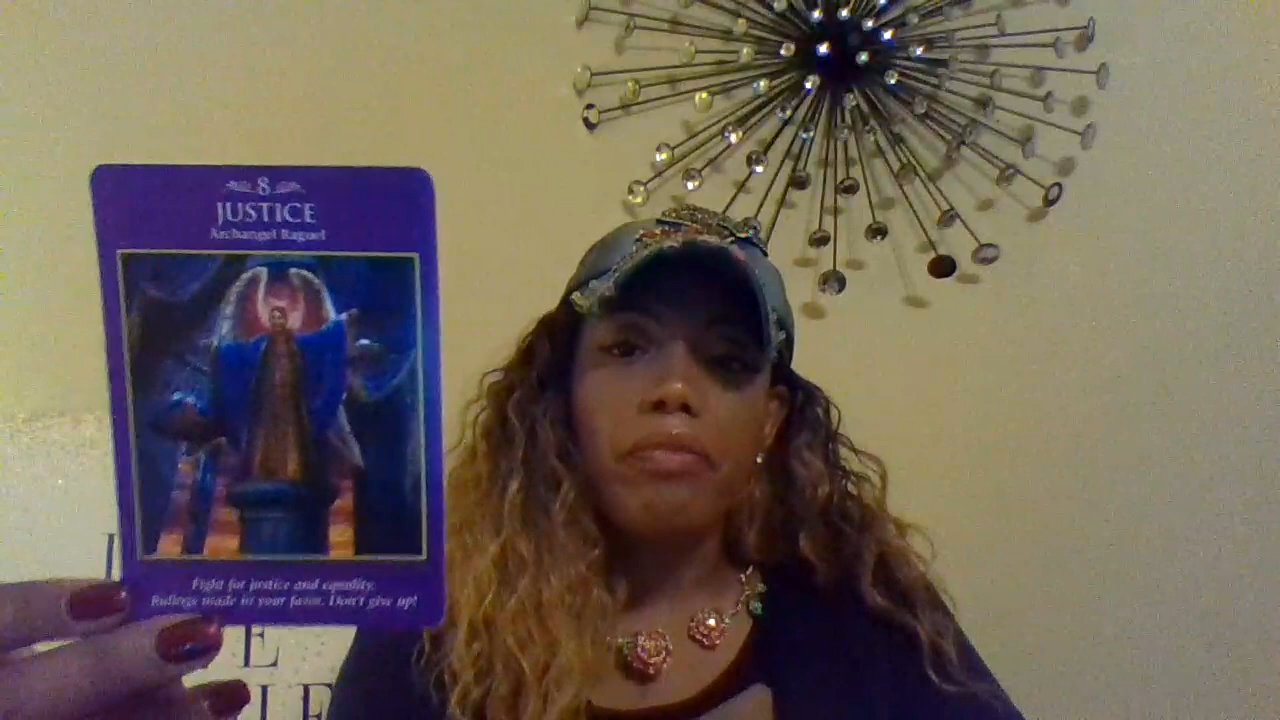 8
JUSTICE
Archangel Raguel
Fight for justice and equality.
Rulings made in your favor. Don't give up!
E